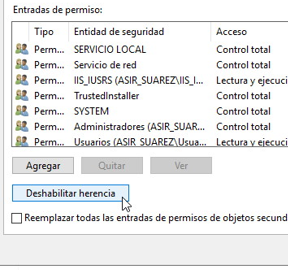 Entradas de permiso:
Tipo Entidad de seguridad Acceso
Perm... SERVICIO LOCAL Control total
Perm... Servicio de red Control total
Perm... IIS_IUSRS (ASIR_SUAREZ\IIS_I... Lectura y ejecuci
Perm... TrustedInstaller Control total
Perm... SYSTEM Control total
Perm... Administradores (ASIR_SUAR... Control total
Perm... Usuarios (ASIR_SUAREZ\Usua... Lectura y ejecuci
Agregar Quitar Ver
Deshabilitar herencia
Reemplazar todas las entradas de permisos de objetos secund